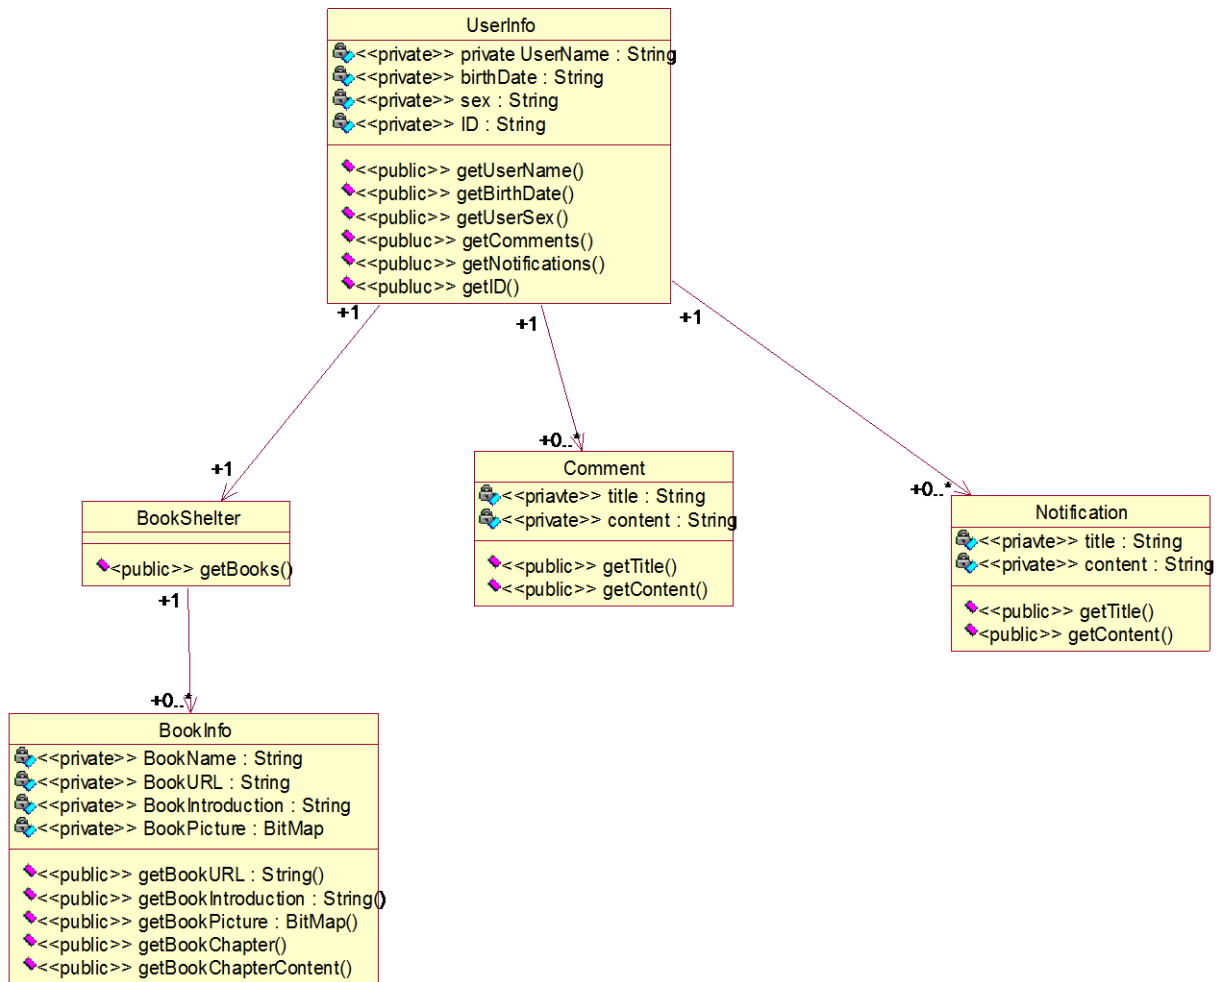 UserInfo
<<private>> private UserName : String
<<private>> birthDate : String
<<private>> sex : String
<<private>> ID : String
<<public>> getUserName()
<<public>> getBirthDate()
<<public>> getUserSex()
<<publuc>> getComments()
<<publuc>> getNotifications()
<<publuc>> getID()
+1
+1
+1
+1
+0..*
+0..*
BookShelter
<public>> getBooks()
+1
+0..*
Comment
<<priavte>> title : String
<<private>> content : String
<<public>> getTitle()
<<public>> getContent()
Notification
<<priavte>> title : String
<<private>> content : String
<<public>> getTitle()
<public>> getContent()
BookInfo
<<private>> BookName : String
<<private>> BookURL : String
<<private>> BookIntroduction : String
<<private>> BookPicture : BitMap
<<public>> getBookURL : String()
<<public>> getBookIntroduction : String()
<<public>> getBookPicture : BitMap()
<<public>> getBookChapter()
<<public>> getBookChapterContent()